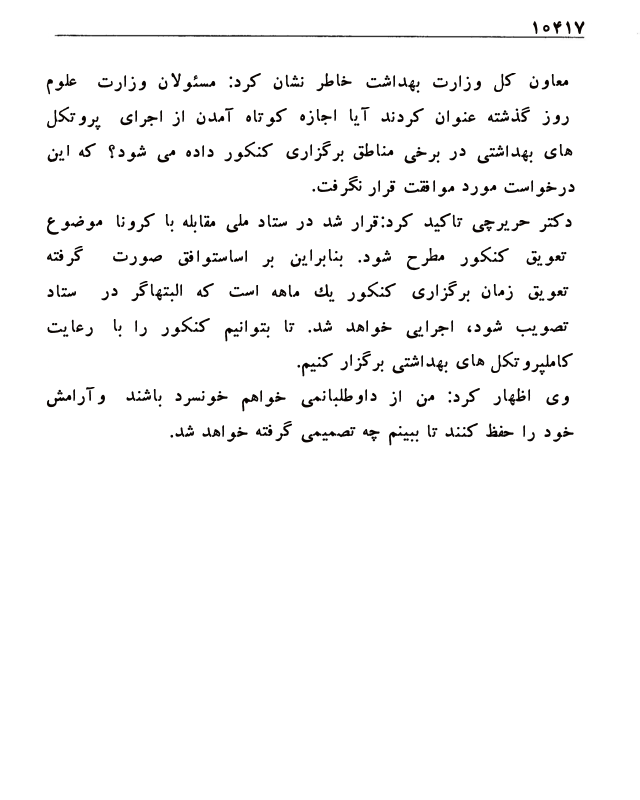 ۱۰۴۱۷
معاون کل وزارت بهداشت خاطر نشان کرد: مسئولان وزارت علوم
روز گذشته عنوان کردند آیا اجازه کوتاه آمدن از اجرای پروتکل
های بهداشتی در برخی مناطق برگزاری کنکور داده می شود؟ که این
درخواست مورد موافقت قرار نگرفت.
دکتر حریرچی تاکید کرد:قرار شد در ستاد ملی مقابله با کرونا موضوع
تعویق کنکور مطرح شود. بنابراین بر اساستوافق صورت گرفته
تعویق زمان برگزاری کنکور یك ماهه است که البتهاگر در ستاد
تصویب شود، اجرایی خواهد شد. تا بتوانیم کنکور را با رعایت
کاملپروتکل های بهداشتی برگزار کنیم.
وی اظهار کرد: من از داوطلبانمی خواهم خونسرد باشند وآرامش
خود را حفظ کنند تا ببینم چه تصمیمی گرفته خواهد شد.